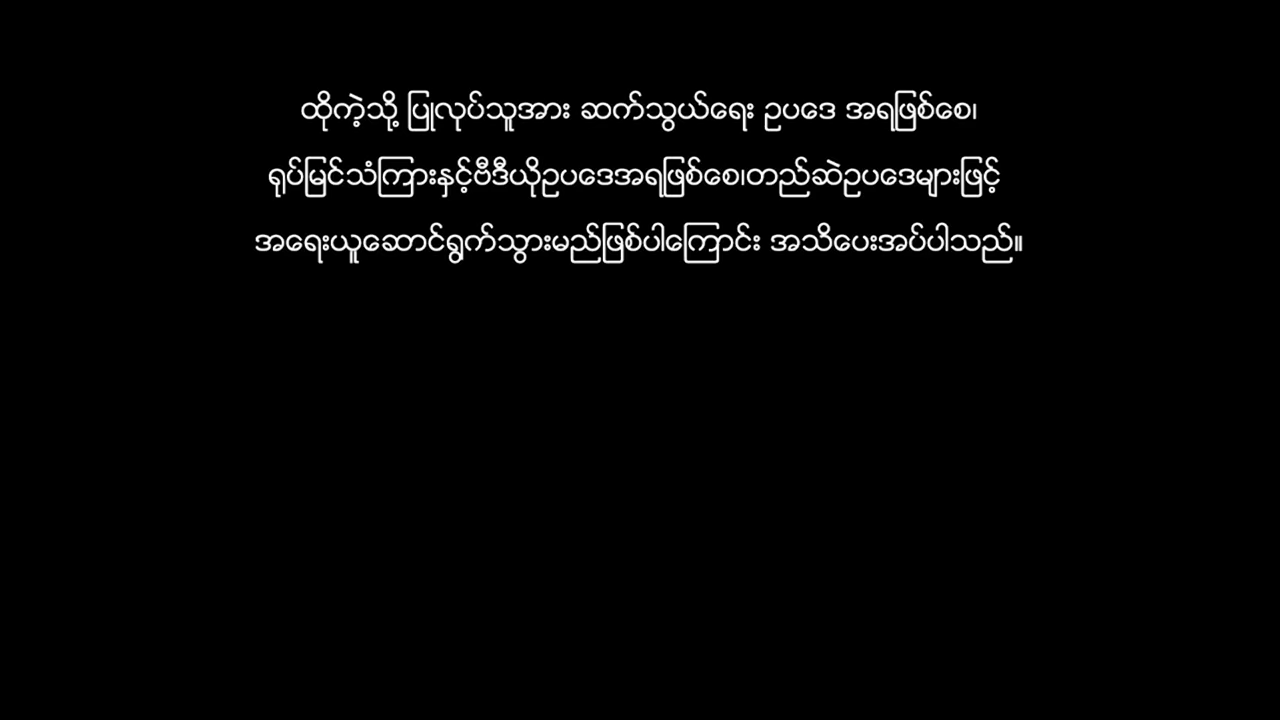 ထိုကဲ့သို့ ပြုလုပ်သူအား ဆက်သွယ်ရေး ဥပဒေ အရဖြစ်စေ၊
ရုပ်မြင်သံကြားနှင့်ဗီဒီယိုဥပဒေအရဖြစ်စေ၊တည်ဆဲဥပဒေများဖြင့်
အရေးယူဆောင်ရွက်သွားမည်ဖြစ်ပါကြောင်း အသိပေးအပ်ပါသည်။